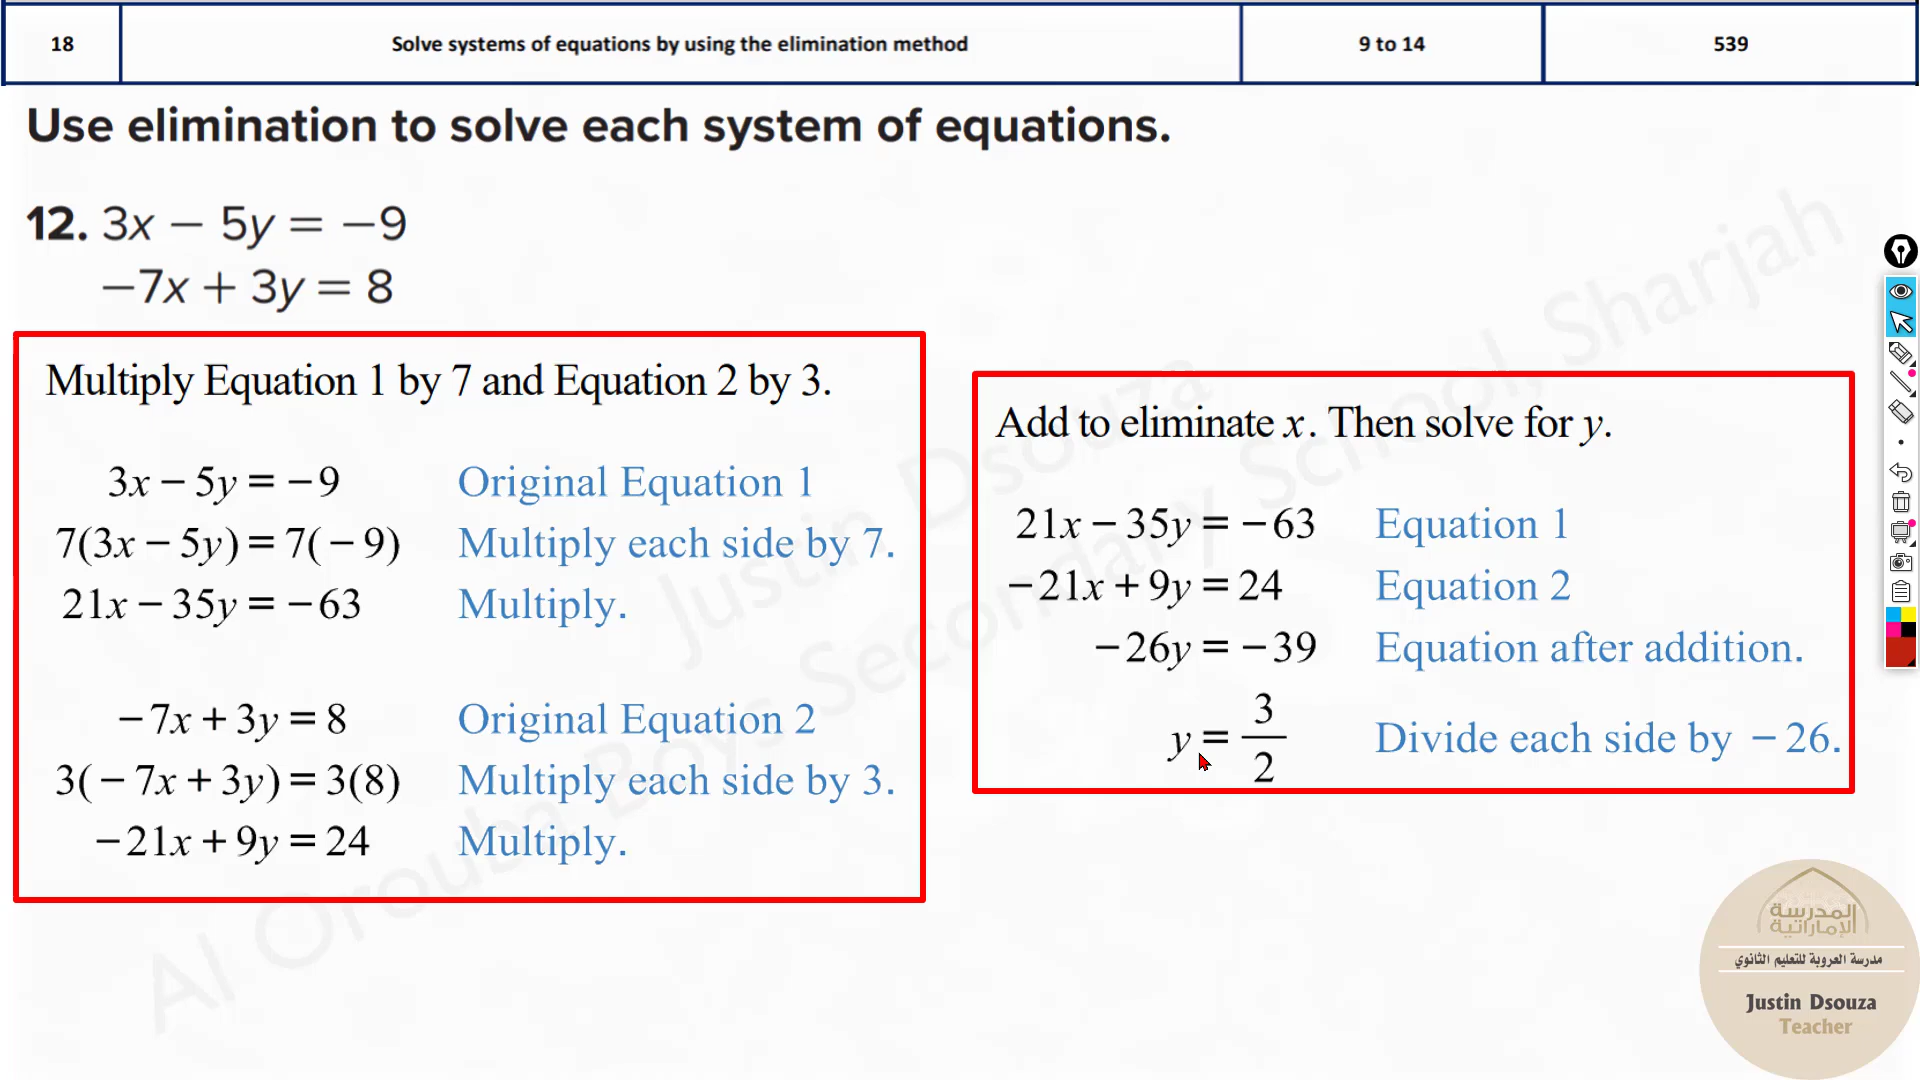 18 Solve systems of equations by using the elimination method 9 to 14 539
Use elimination to solve each system of equations.
12. 3x − 5y = −9
−7x + 3y = 8
Multiply Equation 1 by 7 and Equation 2 by 3.
3x − 5y = −9 Original Equation 1
7(3x − 5y) = 7(−9) Multiply each side by 7.
21x − 35y = −63 Multiply.
−7x + 3y = 8 Original Equation 2
3(−7x + 3y) = 3(8) Multiply each side by 3.
−21x + 9y = 24 Multiply.
Add to eliminate x. Then solve for y.
21x − 35y = −63 Equation 1
−21x + 9y = 24 Equation 2
−26y = −39 Equation after addition.
y = 3/2 Divide each side by −26.
Justin Dsouza
Al Orouba Boys Secondary School, Sharjah
المدرسة
الإماراتية
مدرسة العروبة للتعليم الثانوي
Justin Dsouza
Teacher